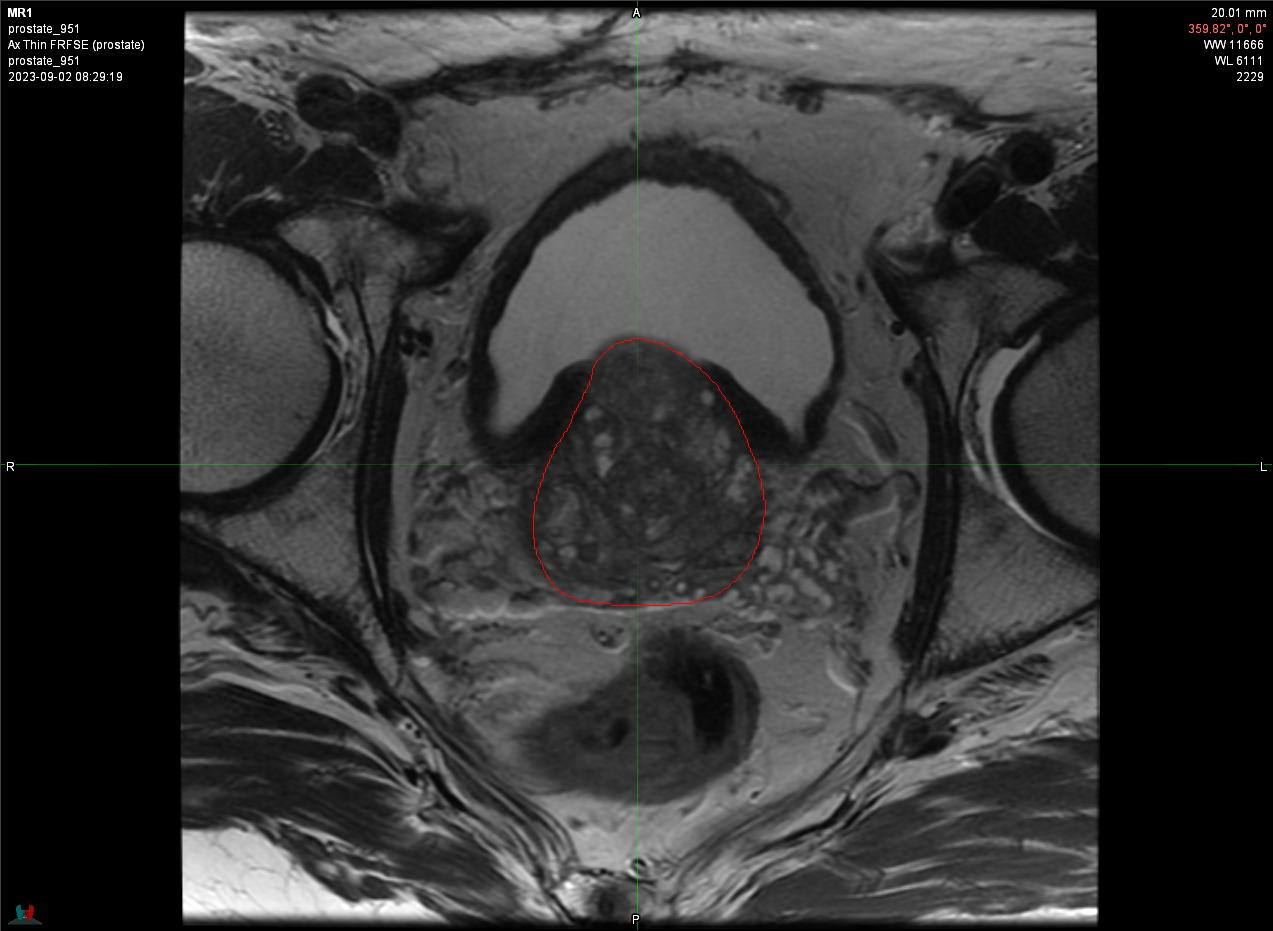 MR1
prostate_951
Ax Thin FRFSE (prostate)
prostate_951
2023-09-02 08:29:19
A
20.01 mm
359.82°, 0°, 0°
WW 11666
WL 6111
2229
R
L
P